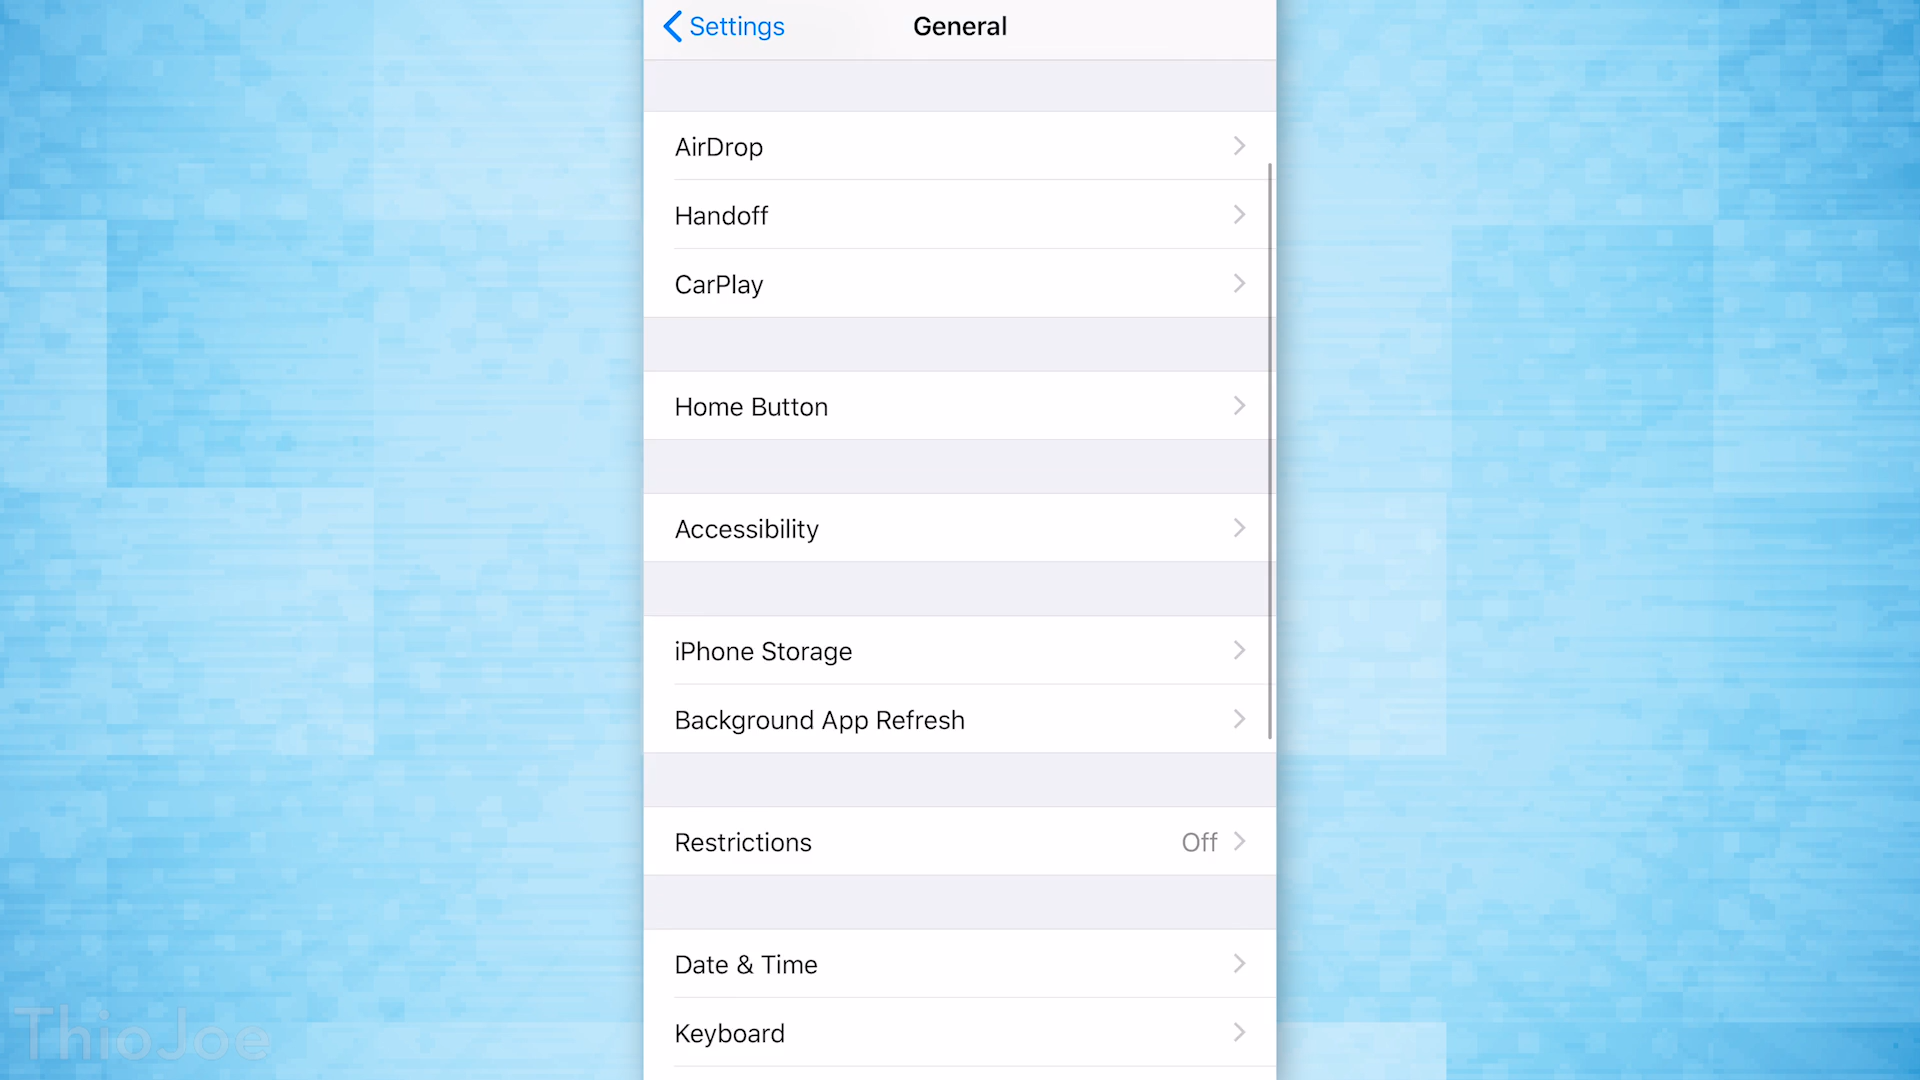 Settings
General
AirDrop
Handoff
CarPlay
Home Button
Accessibility
iPhone Storage
Background App Refresh
Restrictions Off
Date & Time
Keyboard
ThioJoe